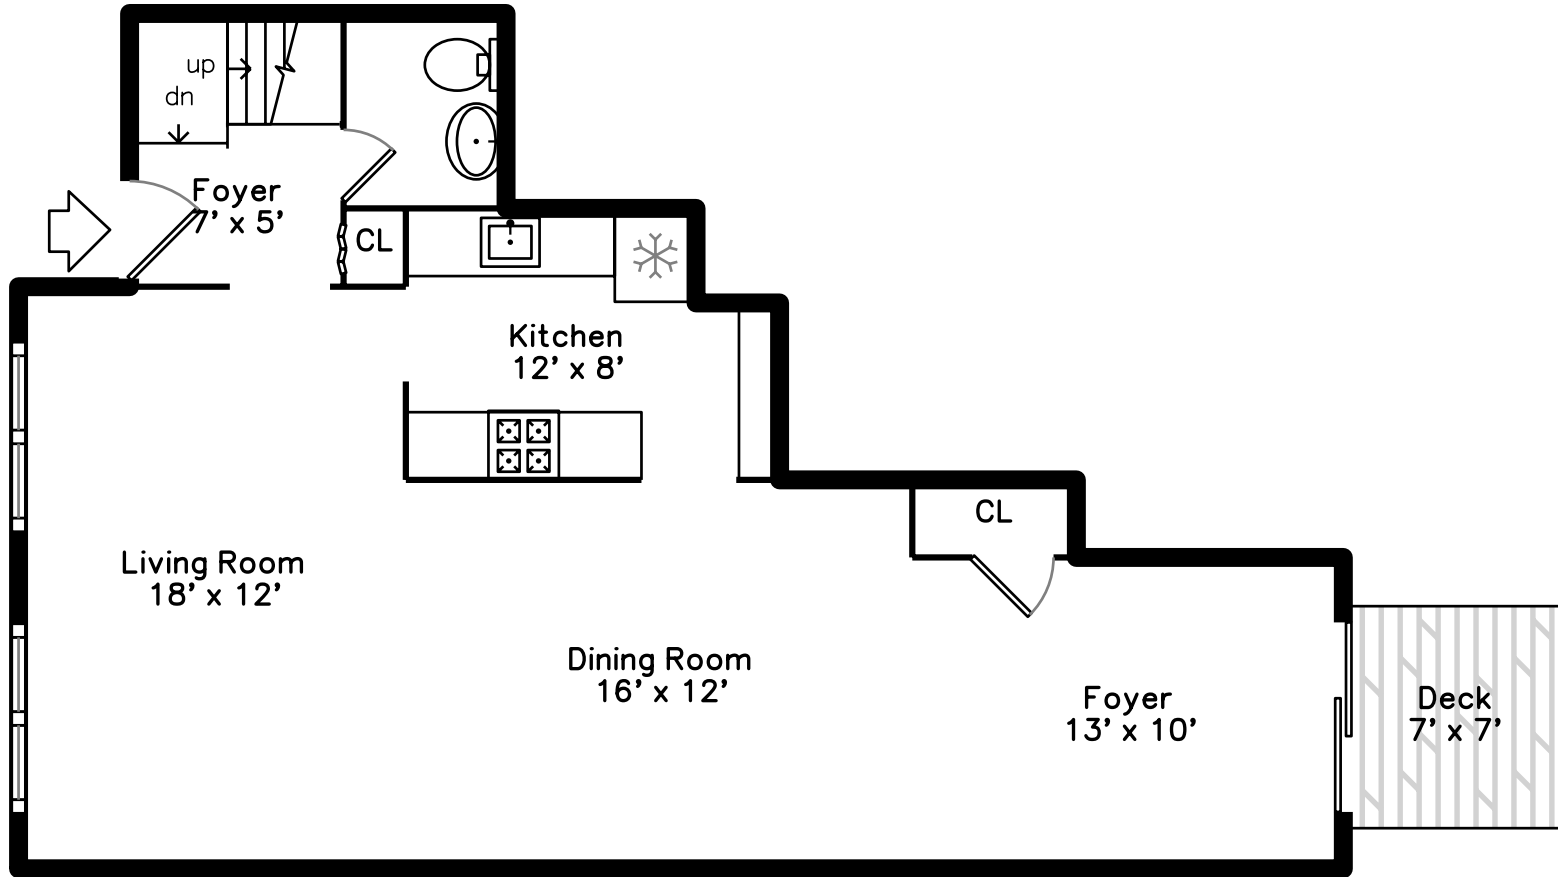 up
dn
Foyer
7’ x 5’
CL
Kitchen
12’ x 8’
CL
Living Room
18’ x 12’
Dining Room
16’ x 12’
Foyer
13’ x 10’
Deck
7’ x 7’